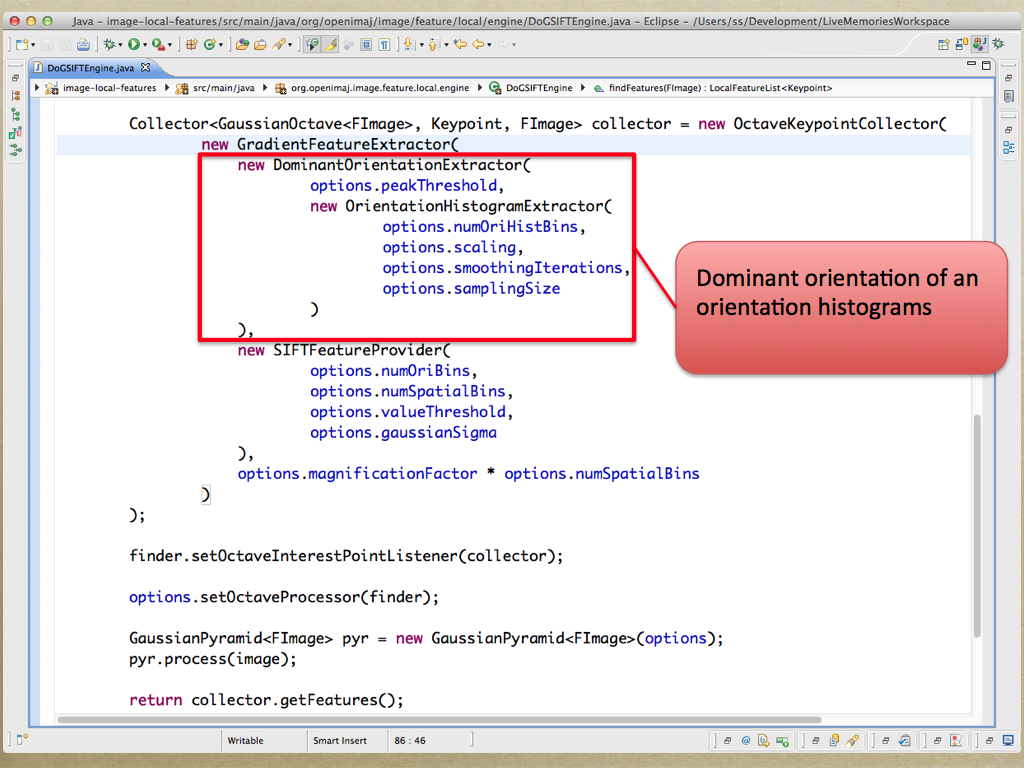 Java - image-local-features/src/main/java/org/openimaj/image/feature/local/engine/DoGSIFTEngine.java - Eclipse - /Users/ss/Development/LiveMemoriesWorkspace
DoGSIFTEngine.java
image-local-features src/main/java org.openimaj.image.feature.local.engine DoGSIFTEngine findFeatures(FImage) : LocalFeatureList<Keypoint>
Collector<GaussianOctave<FImage>, Keypoint, FImage> collector = new OctaveKeypointCollector(
new GradientFeatureExtractor(
new DominantOrientationExtractor(
options.peakThreshold,
new OrientationHistogramExtractor(
options.numOriHistBins,
options.scaling,
options.smoothingIterations,
options.samplingSize
)
),
new SIFTFeatureProvider(
options.numOriBins,
options.numSpatialBins,
options.valueThreshold,
options.gaussianSigma
),
options.magnificationFactor * options.numSpatialBins
)
);
finder.setOctaveInterestPointListener(collector);
options.setOctaveProcessor(finder);
GaussianPyramid<FImage> pyr = new GaussianPyramid<FImage>(options);
pyr.process(image);
return collector.getFeatures();
Dominant orientation of an
orientation histograms
Writable Smart Insert 86 : 46